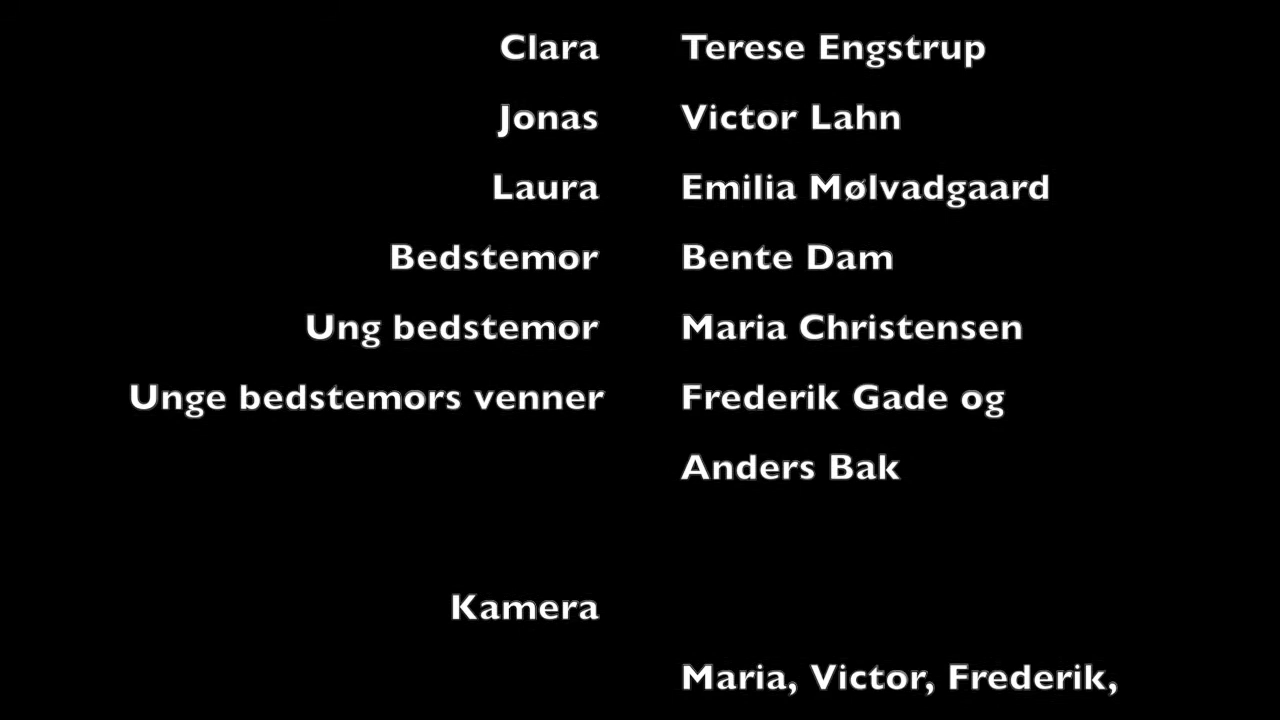 Clara Terese Engstrup
Jonas Victor Lahn
Laura Emilia Mølvadgaard
Bedstemor Bente Dam
Ung bedstemor Maria Christensen
Unge bedstemors venner Frederik Gade og
Anders Bak
Kamera
Maria, Victor, Frederik,